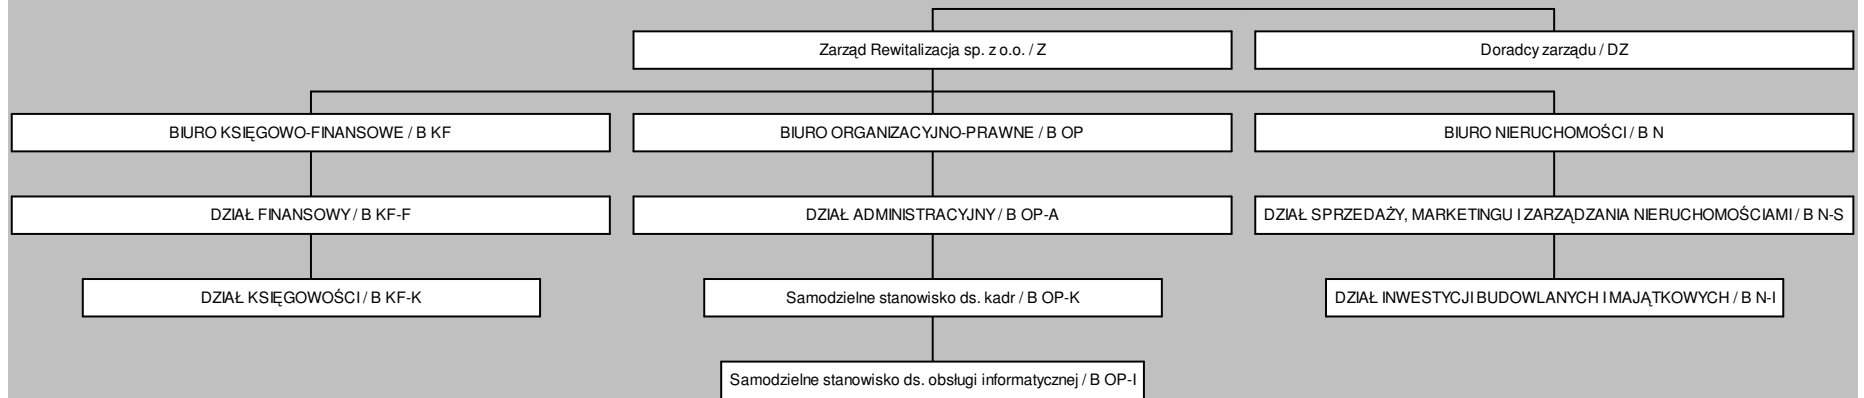 Zarząd Rewitalizacja sp. z o.o. / Z
Doradcy zarządu / DZ
BIURO KSIĘGOWO-FINANSOWE / B KF
BIURO ORGANIZACYJNO-PRAWNE / B OP
BIURO NIERUCHOMOŚCI / B N
DZIAŁ FINANSOWY / B KF-F
DZIAŁ ADMINISTRACYJNY / B OP-A
DZIAŁ SPRZEDAŻY, MARKETINGU I ZARZĄDZANIA NIERUCHOMOŚCIAMI / B N-S
DZIAŁ KSIĘGOWOŚCI / B KF-K
Samodzielne stanowisko ds. kadr / B OP-K
DZIAŁ INWESTYCJI BUDOWLANYCH I MAJĄTKOWYCH / B N-I
Samodzielne stanowisko ds. obsługi informatycznej / B OP-I